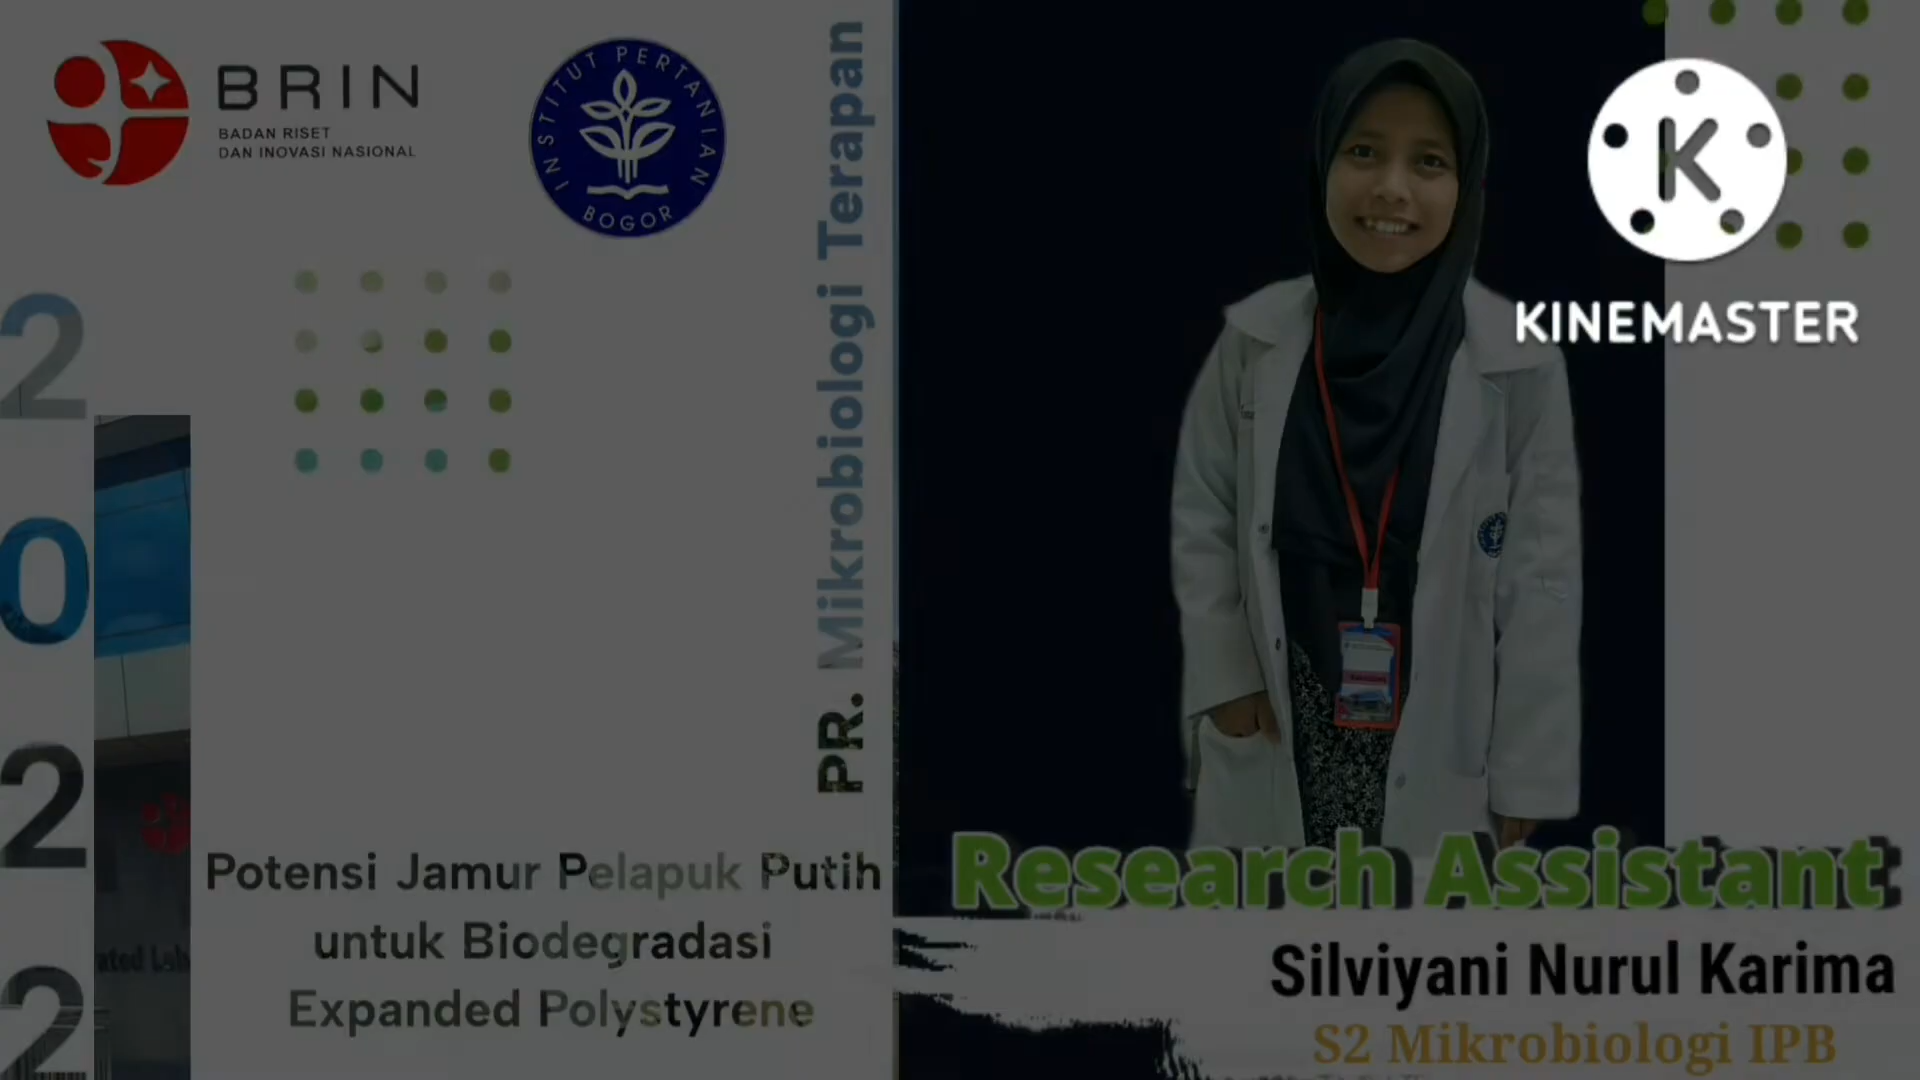 BRIN
BADAN RISET
DAN INOVASI NASIONAL
INSTITUT PERTANIAN
BOGOR
PR. Mikrobiologi Terapan
2
0
2
2
Potensi Jamur Pelapuk Putih
untuk Biodegradasi
Expanded Polystyrene
K
KINEMASTER
Research Assistant
Silviyani Nurul Karima
S2 Mikrobiologi IPB